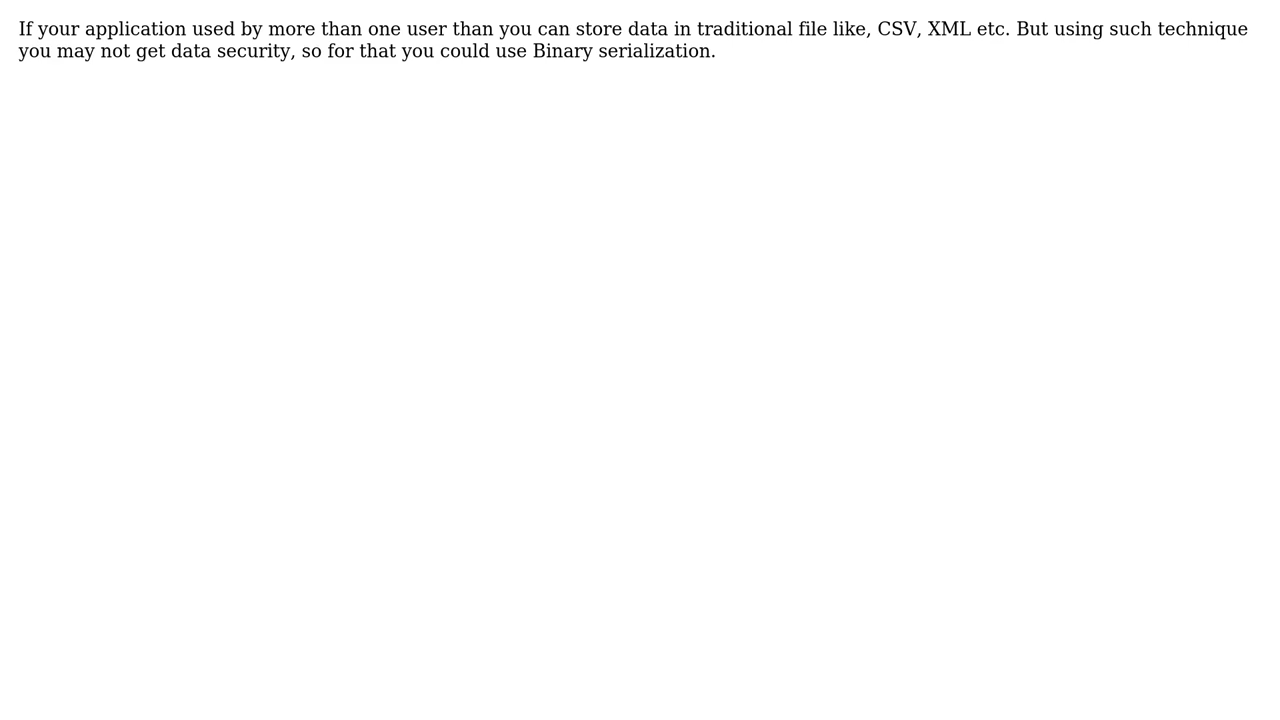 If your application used by more than one user than you can store data in traditional file like, CSV, XML etc. But using such technique
you may not get data security, so for that you could use Binary serialization.